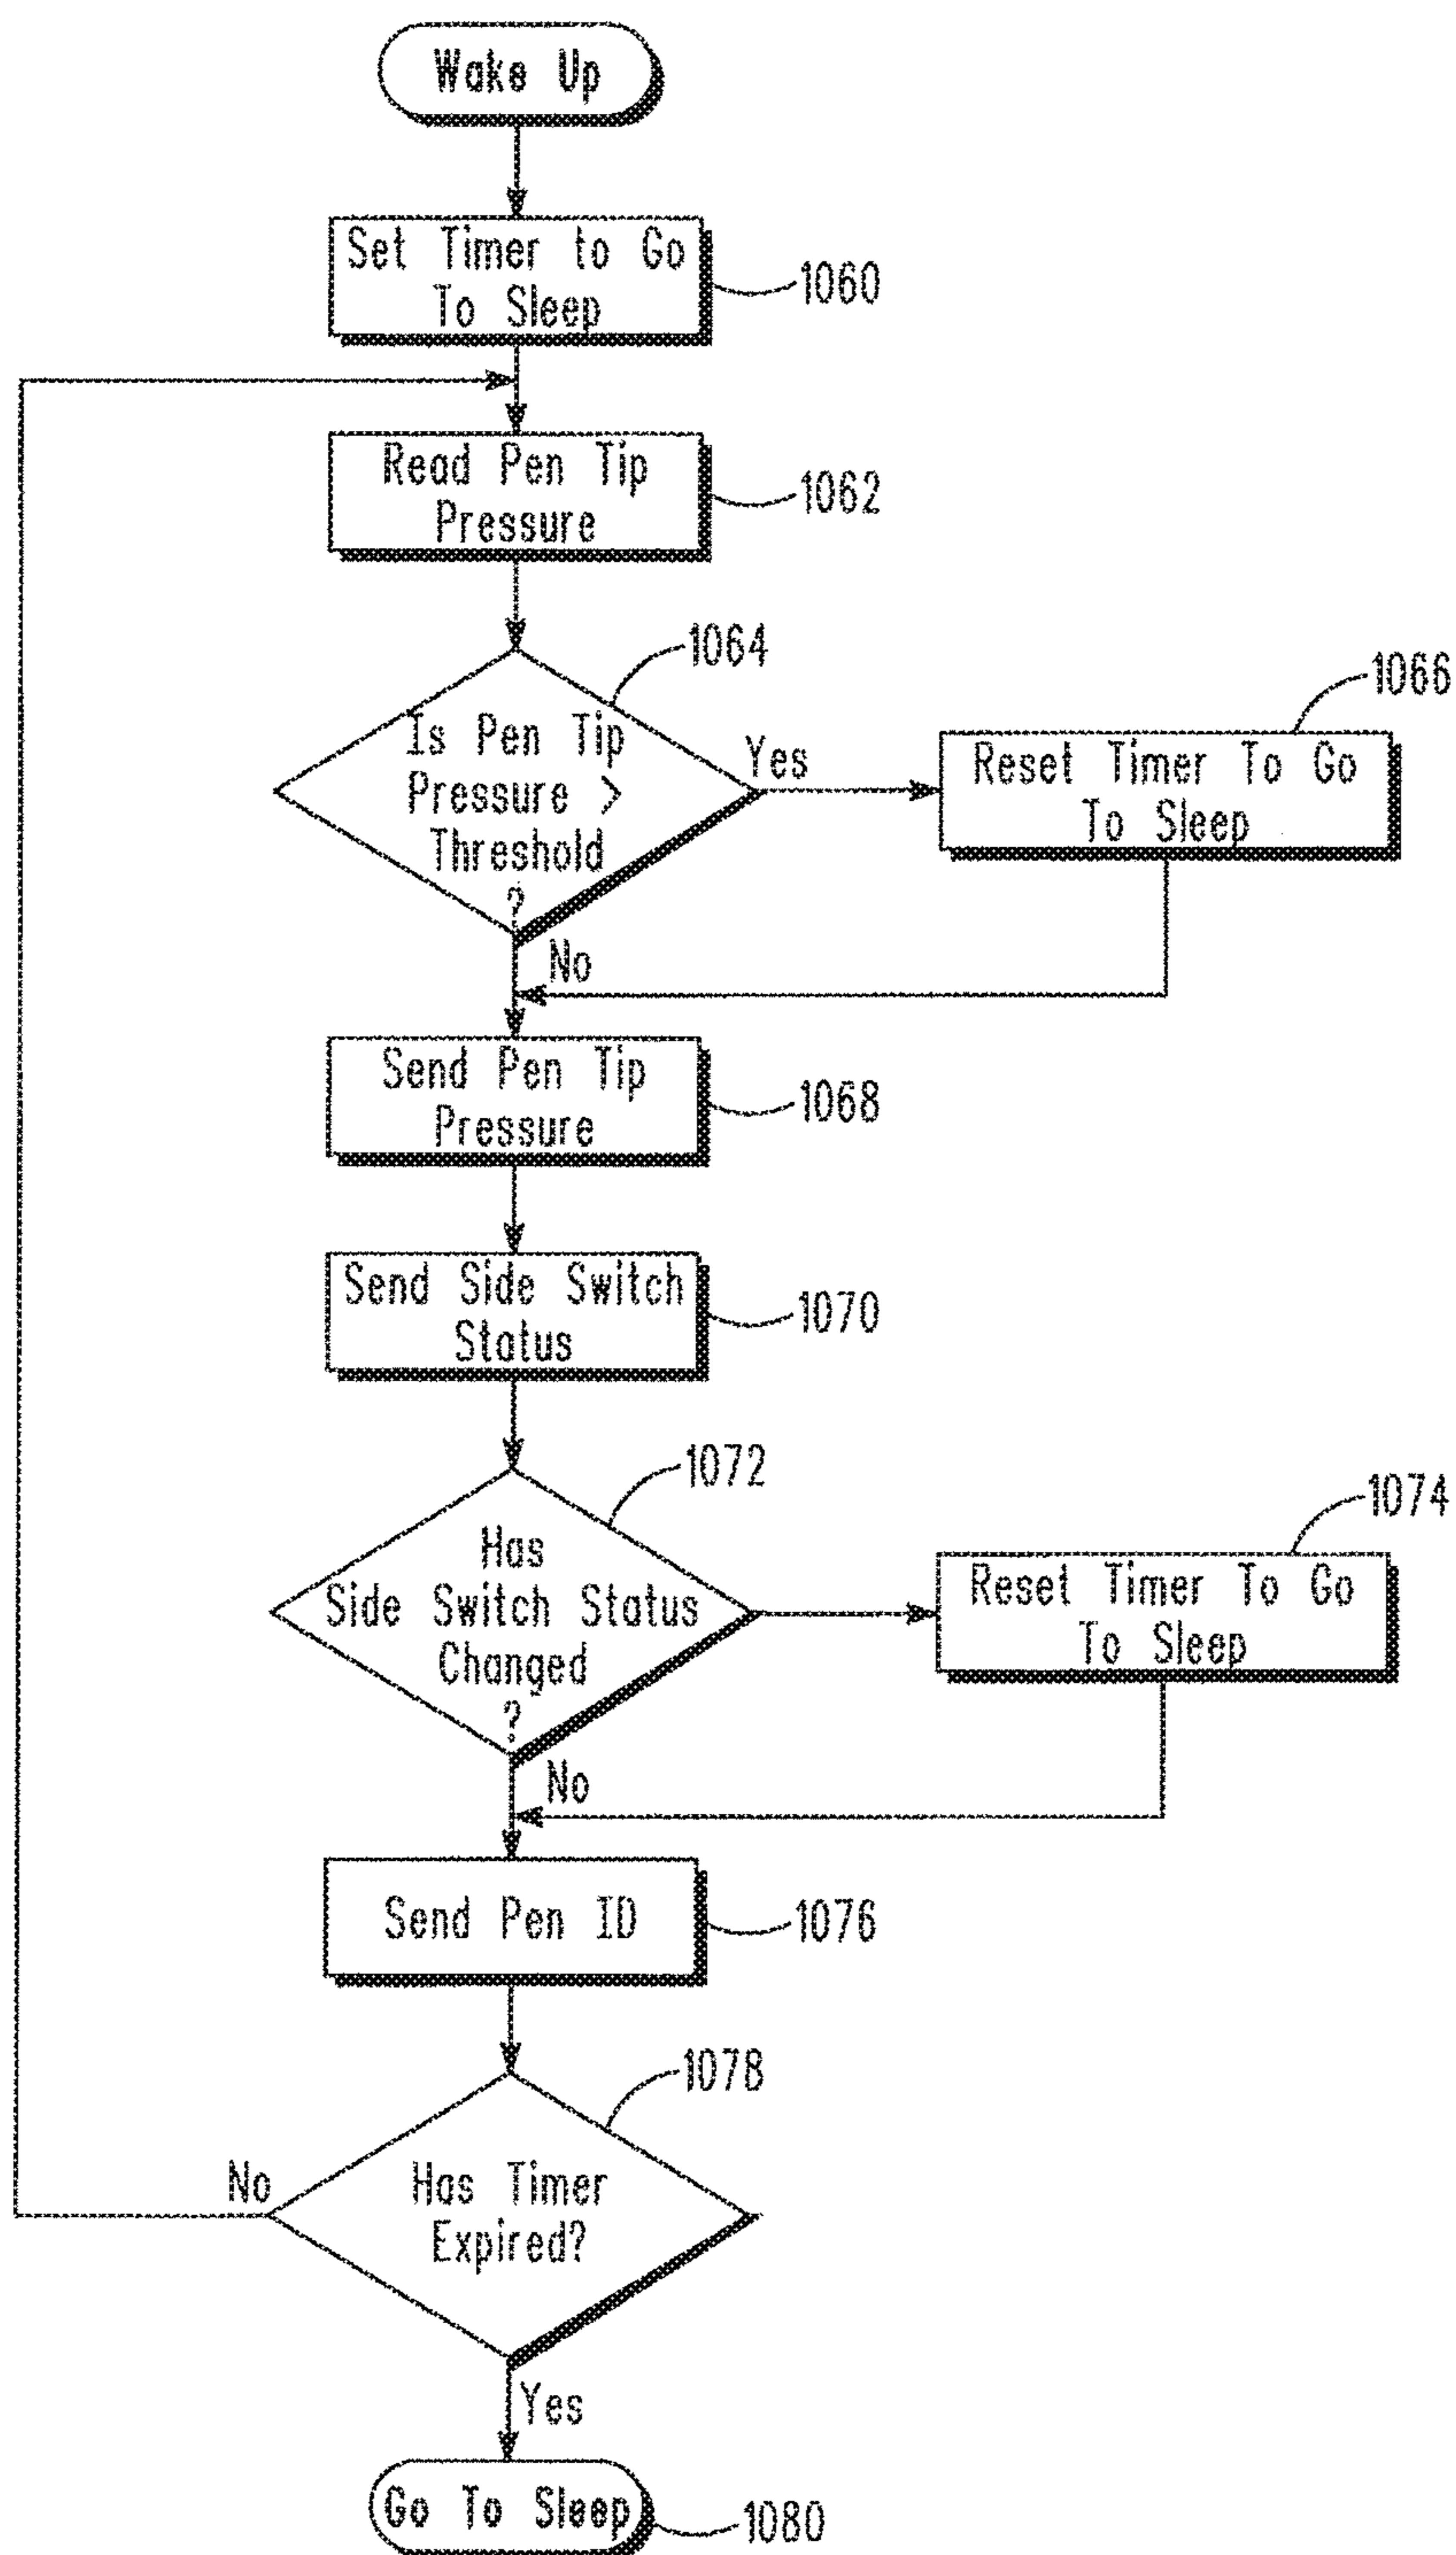 Wake Up
Set Timer to Go
To Sleep
1060
Read Pen Tip
Pressure
1062
1064
Is Pen Tip
Pressure >
Threshold
?
Yes
1066
Reset Timer To Go
To Sleep
No
Send Pen Tip
Pressure
1068
Send Side Switch
Status
1070
1072
Has
Side Switch Status
Changed
?
1074
Reset Timer To Go
To Sleep
No
Send Pen ID
1076
1078
Has Timer
Expired?
No
Yes
Go To Sleep
1080